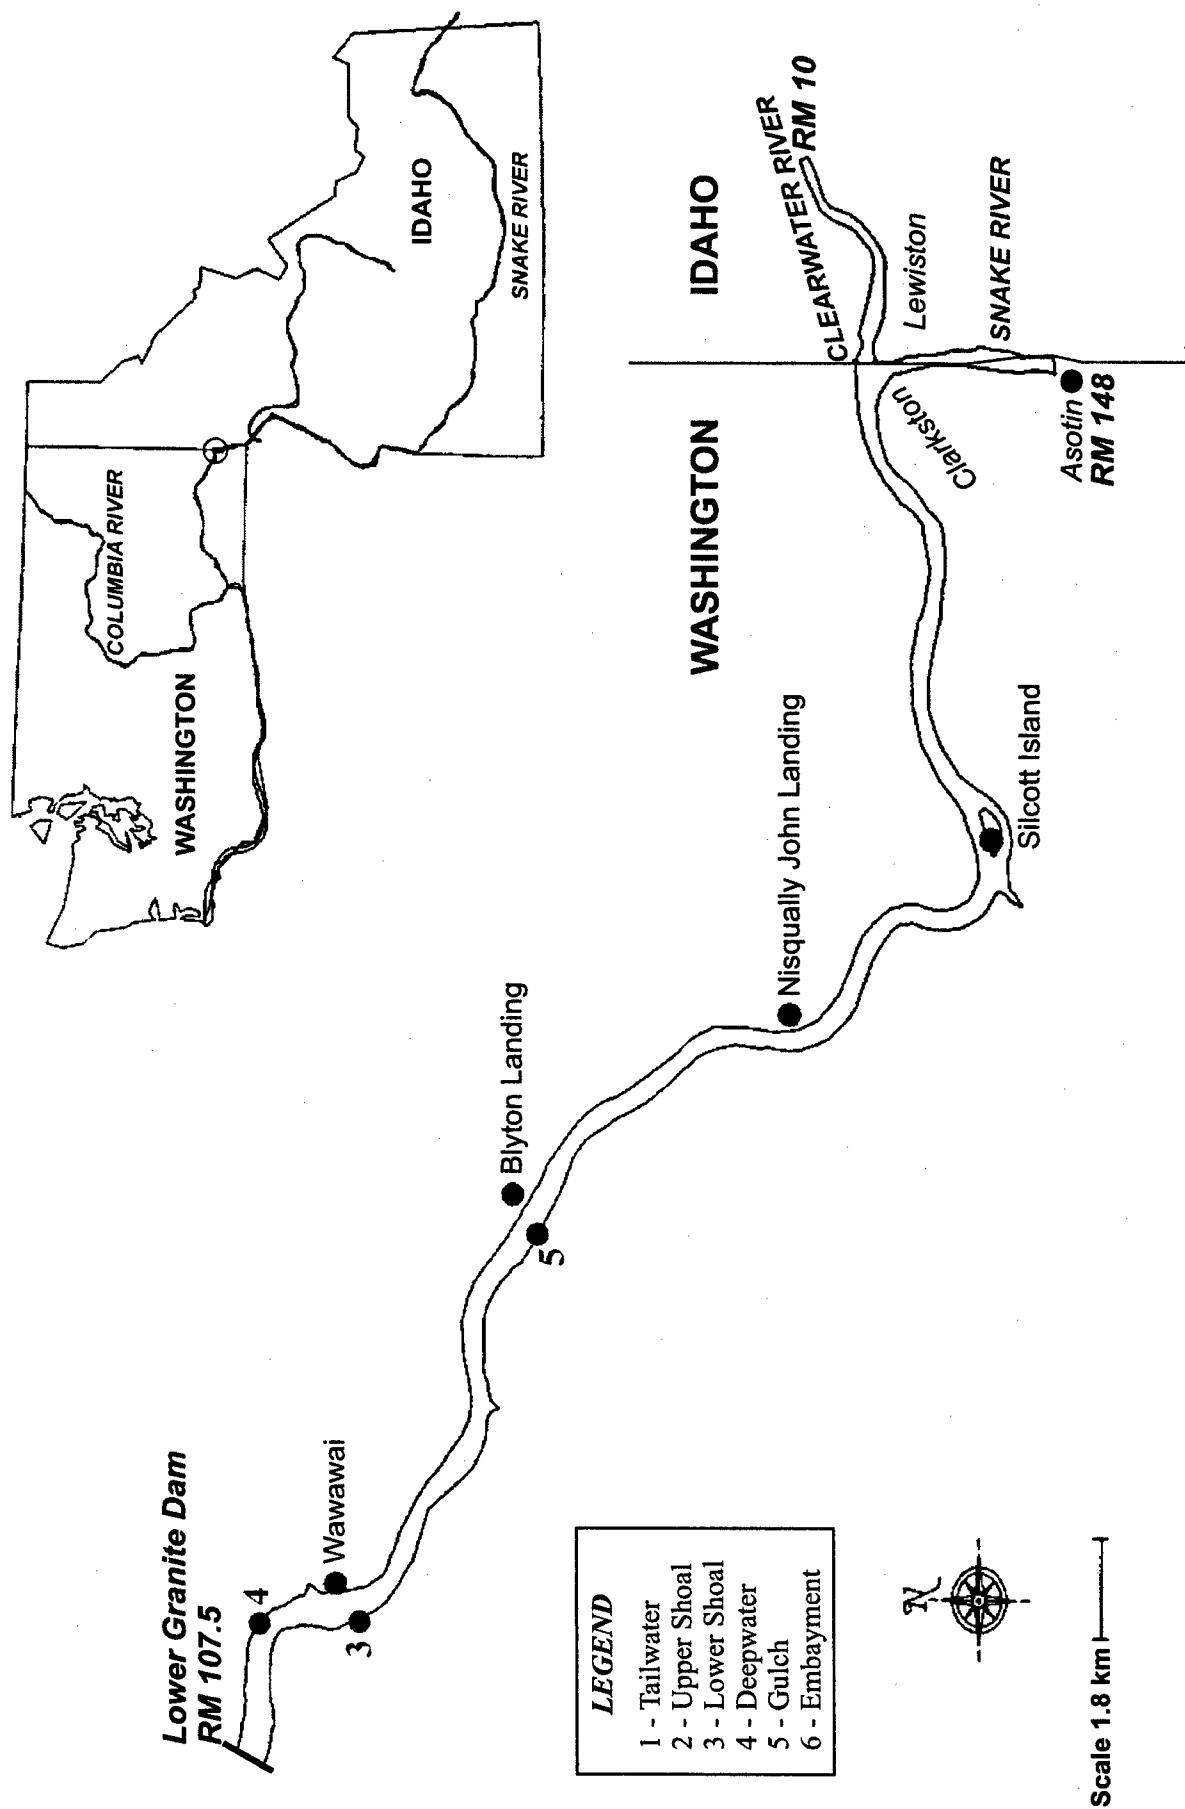 COLUMBIA RIVER
WASHINGTON
IDAHO
SNAKE RIVER
Lower Granite Dam
RM 107.5
4
Wawawai
3
Blyton Landing
5
Nisqually John Landing
Silcott Island
WASHINGTON
IDAHO
CLEARWATER RIVER
RM 10
Lewiston
Clarkston
SNAKE RIVER
Asotin
RM 148
LEGEND
1 - Tailwater
2 - Upper Shoal
3 - Lower Shoal
4 - Deepwater
5 - Gulch
6 - Embayment
N
Scale 1.8 km